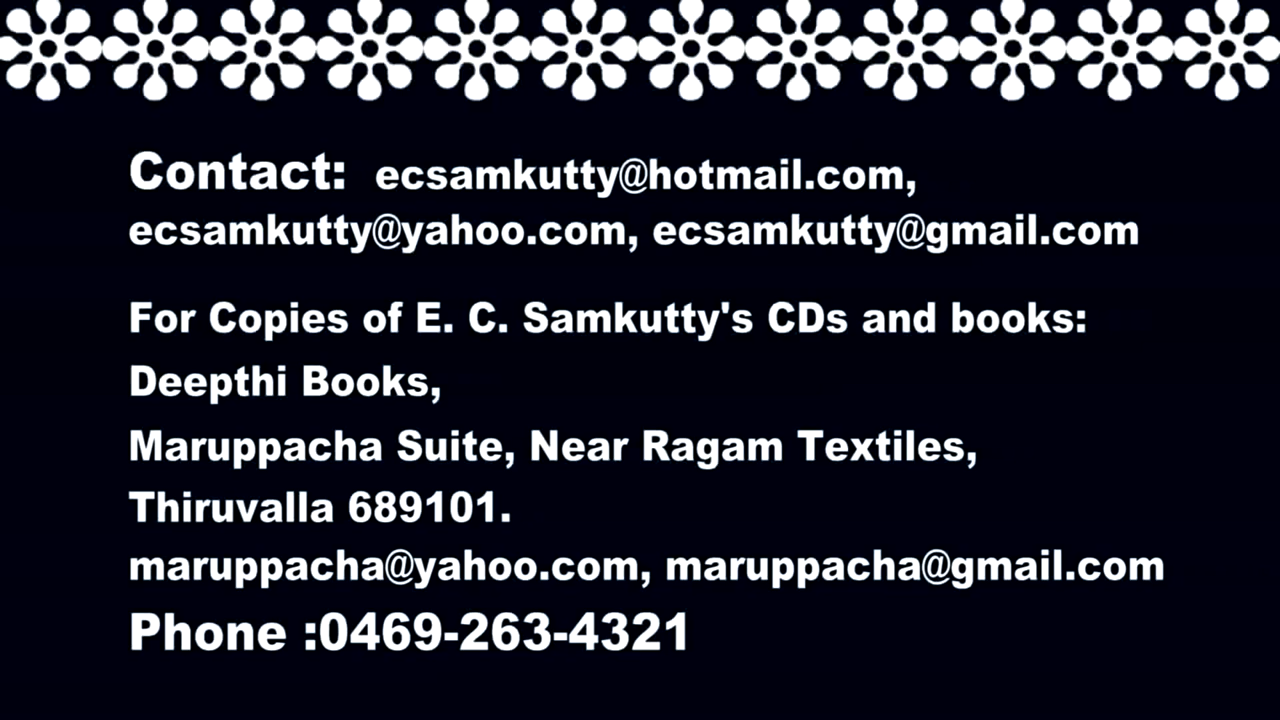 Contact: ecsamkutty@hotmail.com,
ecsamkutty@yahoo.com, ecsamkutty@gmail.com
For Copies of E. C. Samkutty's CDs and books:
Deepthi Books,
Maruppacha Suite, Near Ragam Textiles,
Thiruvalla 689101.
maruppacha@yahoo.com, maruppacha@gmail.com
Phone :0469-263-4321